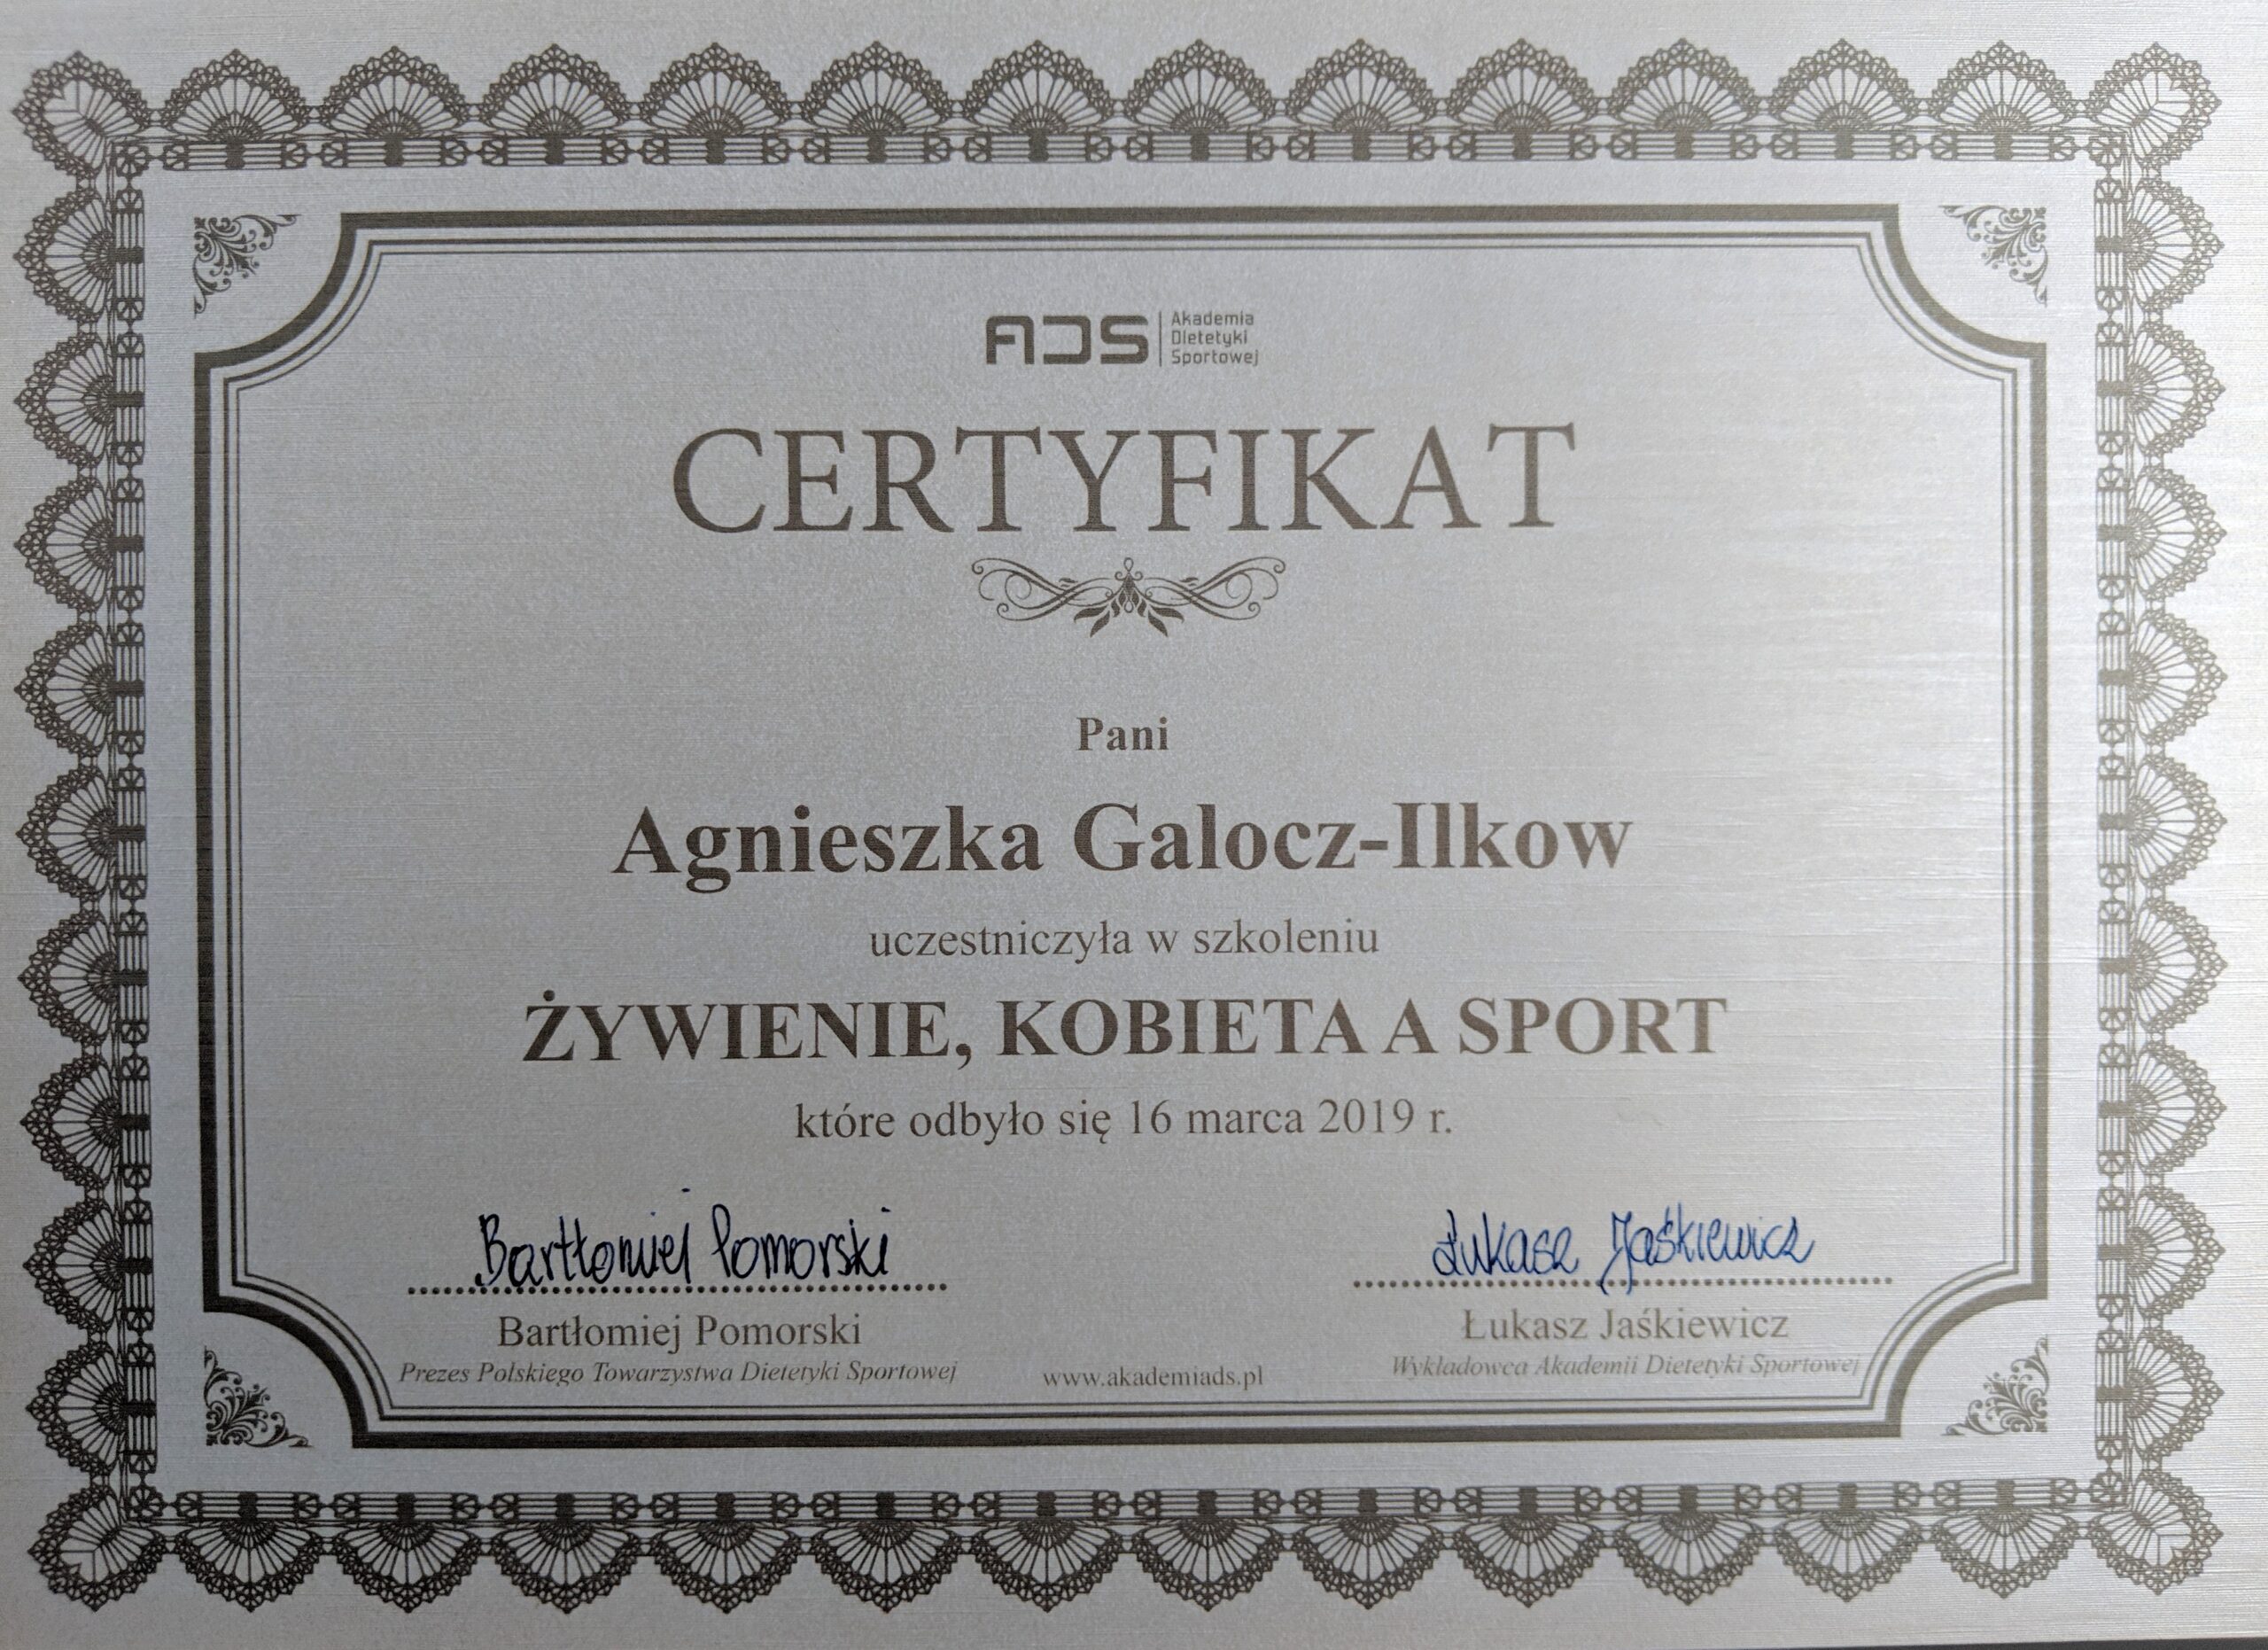 ADS
Akademia
Dietetyki
Sportowej
CERTYFIKAT
Pani
Agnieszka Galocz-Ilkow
uczestniczyła w szkoleniu
ŻYWIENIE, KOBIETA A SPORT
które odbyło się 16 marca 2019 r.
Bartłomiej Pomorski
Łukasz Jaśkiewicz
Bartłomiej Pomorski
Łukasz Jaśkiewicz
Prezes Polskiego Towarzystwa Dietetyki Sportowej
www.akademiads.pl
Wykładowca Akademii Dietetyki Sportowej